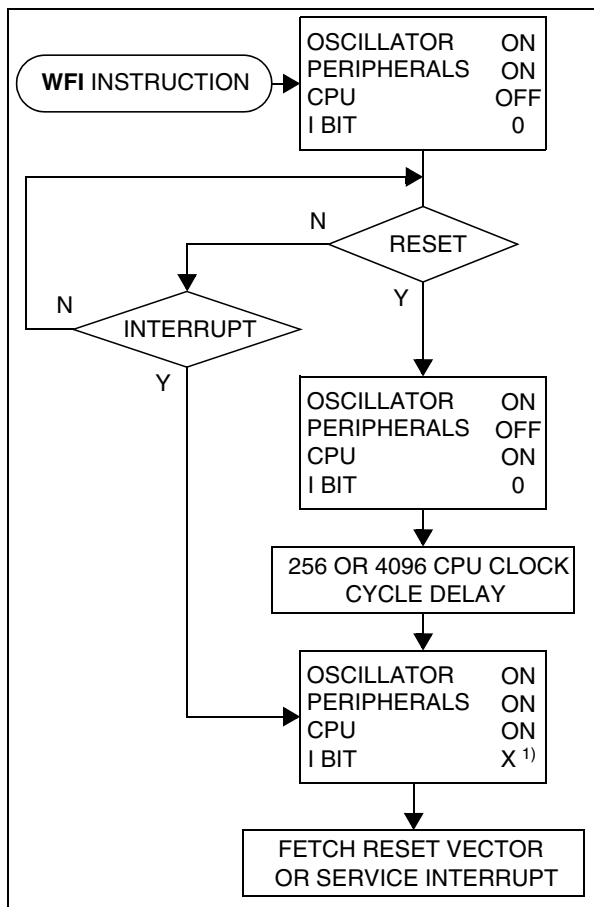 WFI INSTRUCTION
OSCILLATOR ON
PERIPHERALS ON
CPU OFF
I BIT 0
N
RESET
N
INTERRUPT
Y
Y
OSCILLATOR ON
PERIPHERALS OFF
CPU ON
I BIT 0
256 OR 4096 CPU CLOCK
CYCLE DELAY
OSCILLATOR ON
PERIPHERALS ON
CPU ON
I BIT X 1)
FETCH RESET VECTOR
OR SERVICE INTERRUPT